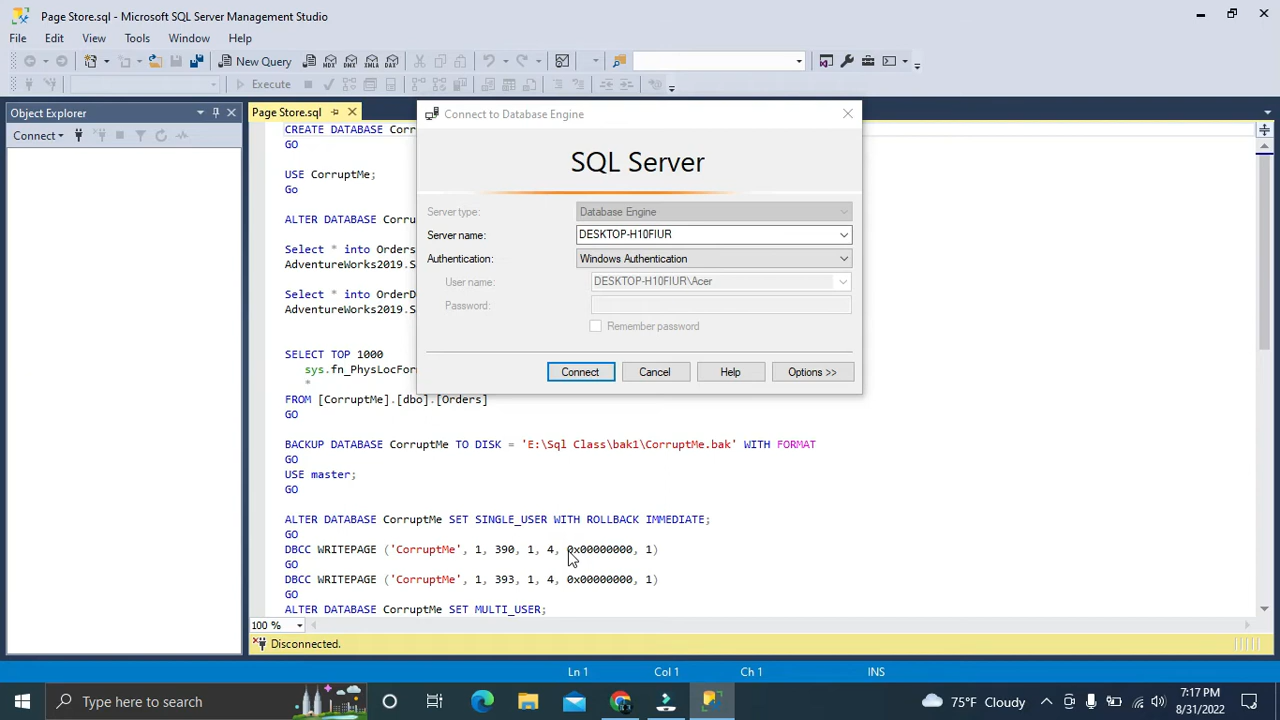 Page Store.sql - Microsoft SQL Server Management Studio
File Edit View Tools Window Help
New Query
Execute
Object Explorer
Connect
Page Store.sql
CREATE DATABASE Corr
GO
USE CorruptMe;
Go
ALTER DATABASE Corru
Select * into Orders
AdventureWorks2019.S
Select * into OrderD
AdventureWorks2019.S
SELECT TOP 1000
sys.fn_PhysLocFor
*
FROM [CorruptMe].[dbo].[Orders]
GO
BACKUP DATABASE CorruptMe TO DISK = 'E:\Sql Class\bak1\CorruptMe.bak' WITH FORMAT
GO
USE master;
GO
ALTER DATABASE CorruptMe SET SINGLE_USER WITH ROLLBACK IMMEDIATE;
GO
DBCC WRITEPAGE ('CorruptMe', 1, 390, 1, 4, 0x00000000, 1)
GO
DBCC WRITEPAGE ('CorruptMe', 1, 393, 1, 4, 0x00000000, 1)
GO
ALTER DATABASE CorruptMe SET MULTI_USER;
Connect to Database Engine
SQL Server
Server type: Database Engine
Server name: DESKTOP-H10FIUR
Authentication: Windows Authentication
User name: DESKTOP-H10FIUR\Acer
Password:
Remember password
Connect Cancel Help Options >>
100 %
Disconnected.
Ln 1 Col 1 Ch 1 INS
Type here to search
75°F Cloudy
7:17 PM
8/31/2022